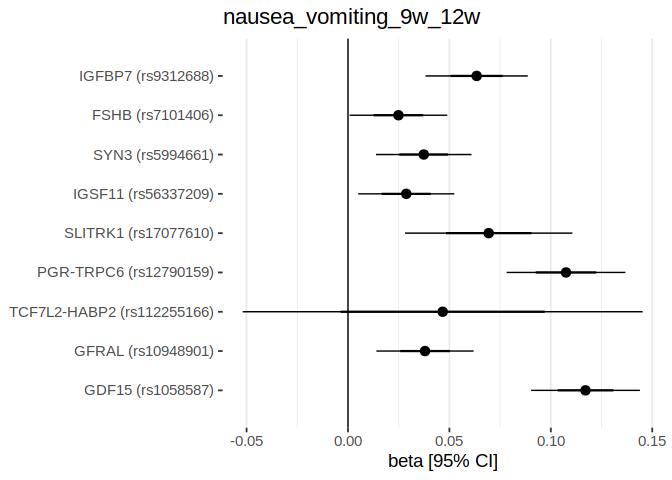 nausea_vomiting_9w_12w
IGFBP7 (rs9312688)
FSHB (rs7101406)
SYN3 (rs5994661)
IGSF11 (rs56337209)
SLITRK1 (rs17077610)
PGR-TRPC6 (rs12790159)
TCF7L2-HABP2 (rs112255166)
GFRAL (rs10948901)
GDF15 (rs1058587)
-0.05 0.00 0.05 0.10 0.15
beta [95% CI]